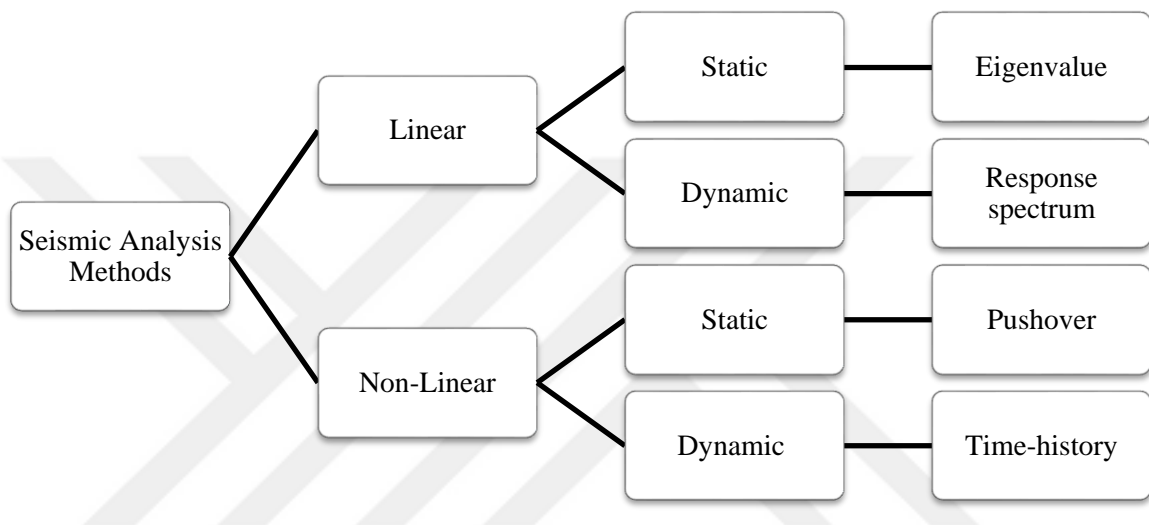 Seismic Analysis
Methods
Linear
Static
Eigenvalue
Dynamic
Response
spectrum
Non-Linear
Static
Pushover
Dynamic
Time-history